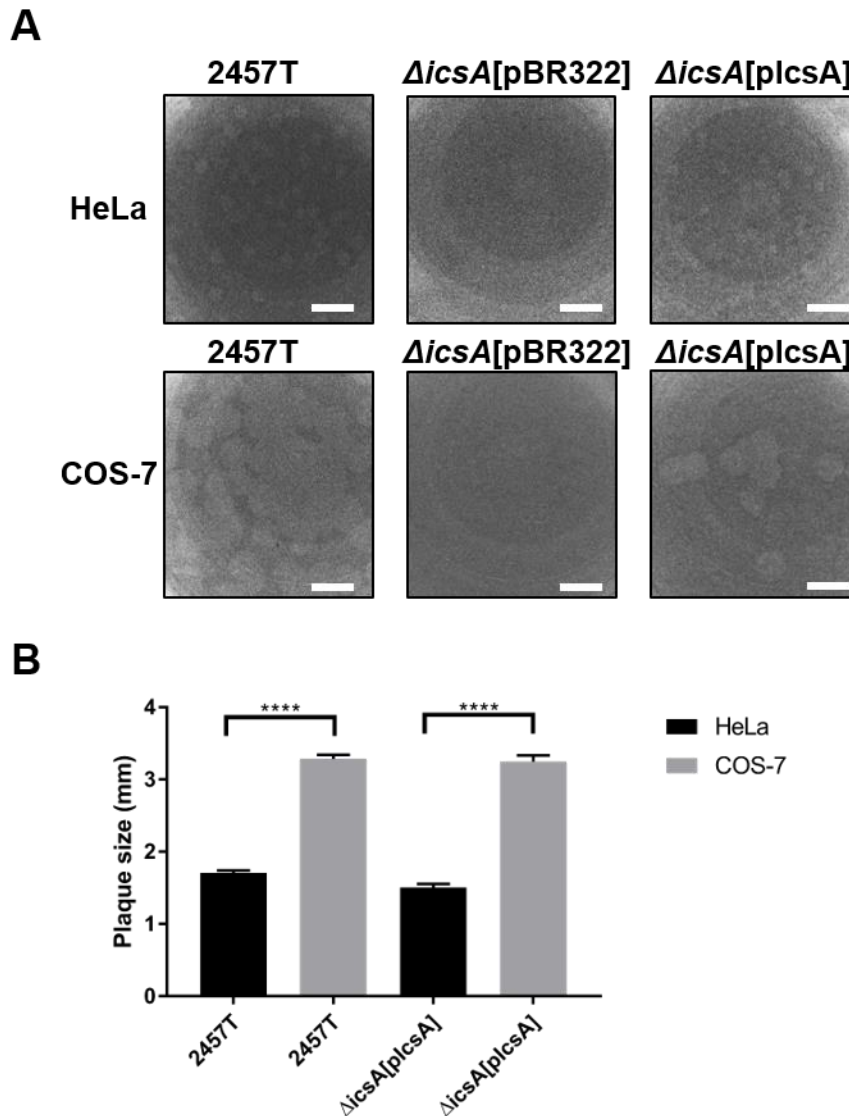 A
2457T ΔicsA[pBR322] ΔicsA[pIcsA]
HeLa
2457T ΔicsA[pBR322] ΔicsA[pIcsA]
COS-7
B
4
3
2
1
0
Plaque size (mm)
**** ****
HeLa
COS-7
2457T 2457T ΔicsA[pIcsA] ΔicsA[pIcsA]